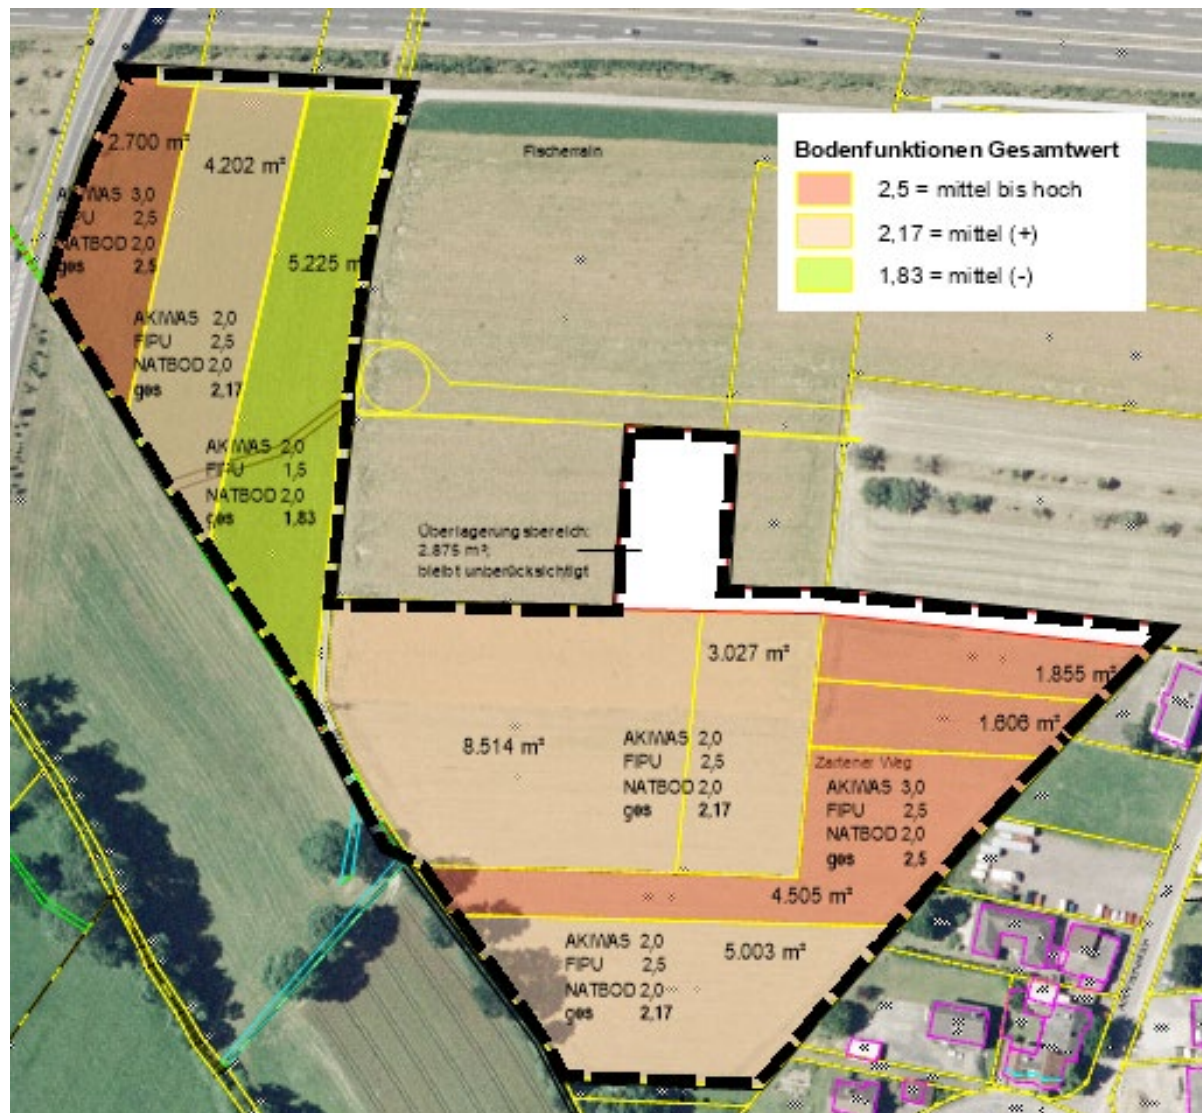 2.700 m²
4.202 m²
5.225 m
AKIWAS 3,0
FIPU 2,5
NATBOD 2,0
ges 2,5
AKIWAS 2,0
FIPU 2,5
NATBOD 2,0
ges 2,17
AKIWAS 2,0
FIPU 1,5
NATBOD 2,0
ges 1,83
Fischerrain
Bodenfunktionen Gesamtwert
2,5 = mittel bis hoch
2,17 = mittel (+)
1,83 = mittel (-)
Überlagerungsbereich:
2.875 m²;
bleibt unberücksichtigt
3.027 m²
1.855 m²
1.606 m²
8.514 m²
AKIWAS 2,0
FIPU 2,5
NATBOD 2,0
ges 2,17
Zartener Weg
AKIWAS 3,0
FIPU 2,5
NATBOD 2,0
ges 2,5
4.505 m²
5.003 m²
AKIWAS 2,0
FIPU 2,5
NATBOD 2,0
ges 2,17